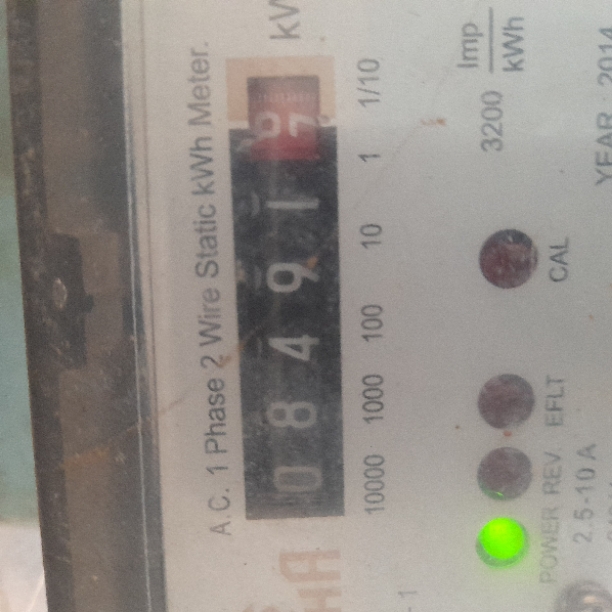 A.C. 1 Phase 2 Wire Static kWh Meter.
0 8 4 9 1
10000 1000 100 10 1 1/10
3200 Imp/kWh
CAL
POWER REV. EFLT
2.5-10 A
YEAR 2014